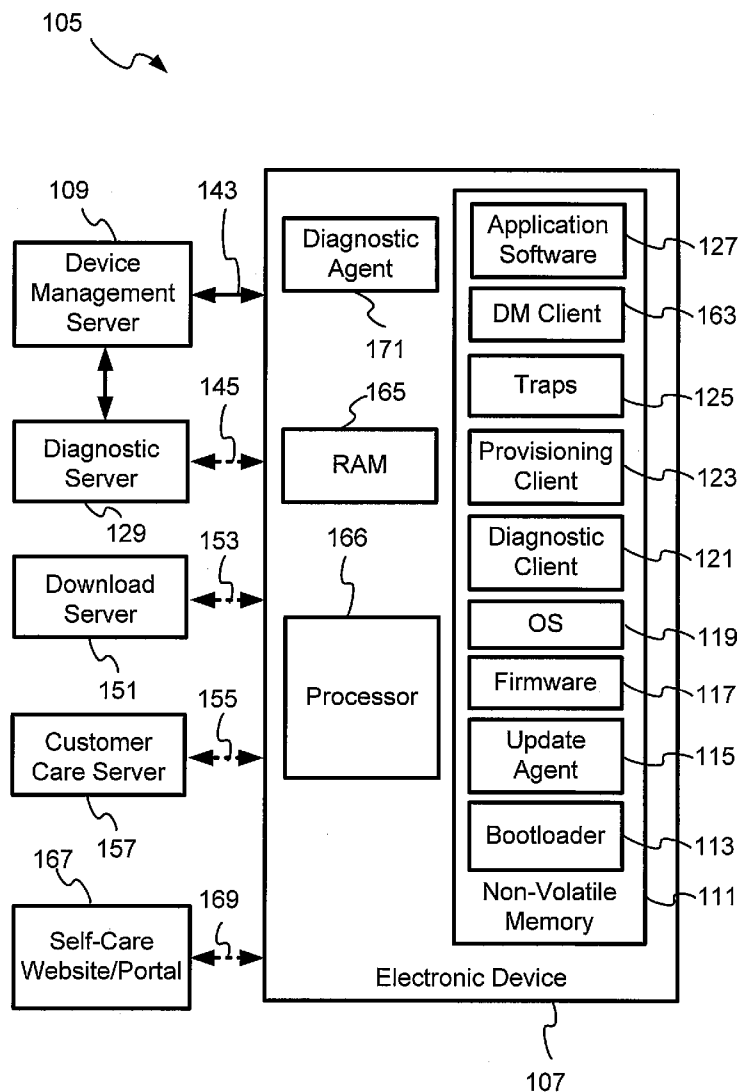 105
109
143
Device
Management
Server
Diagnostic
Agent
171
Application
Software
127
DM Client
163
Traps
125
145
165
Diagnostic
Server
129
RAM
Provisioning
Client
123
153
166
Diagnostic
Client
121
Download
Server
151
OS
119
Processor
Firmware
117
155
Customer
Care Server
157
Update
Agent
115
Bootloader
113
167
169
Non-Volatile
Memory
111
Self-Care
Website/Portal
Electronic Device
107